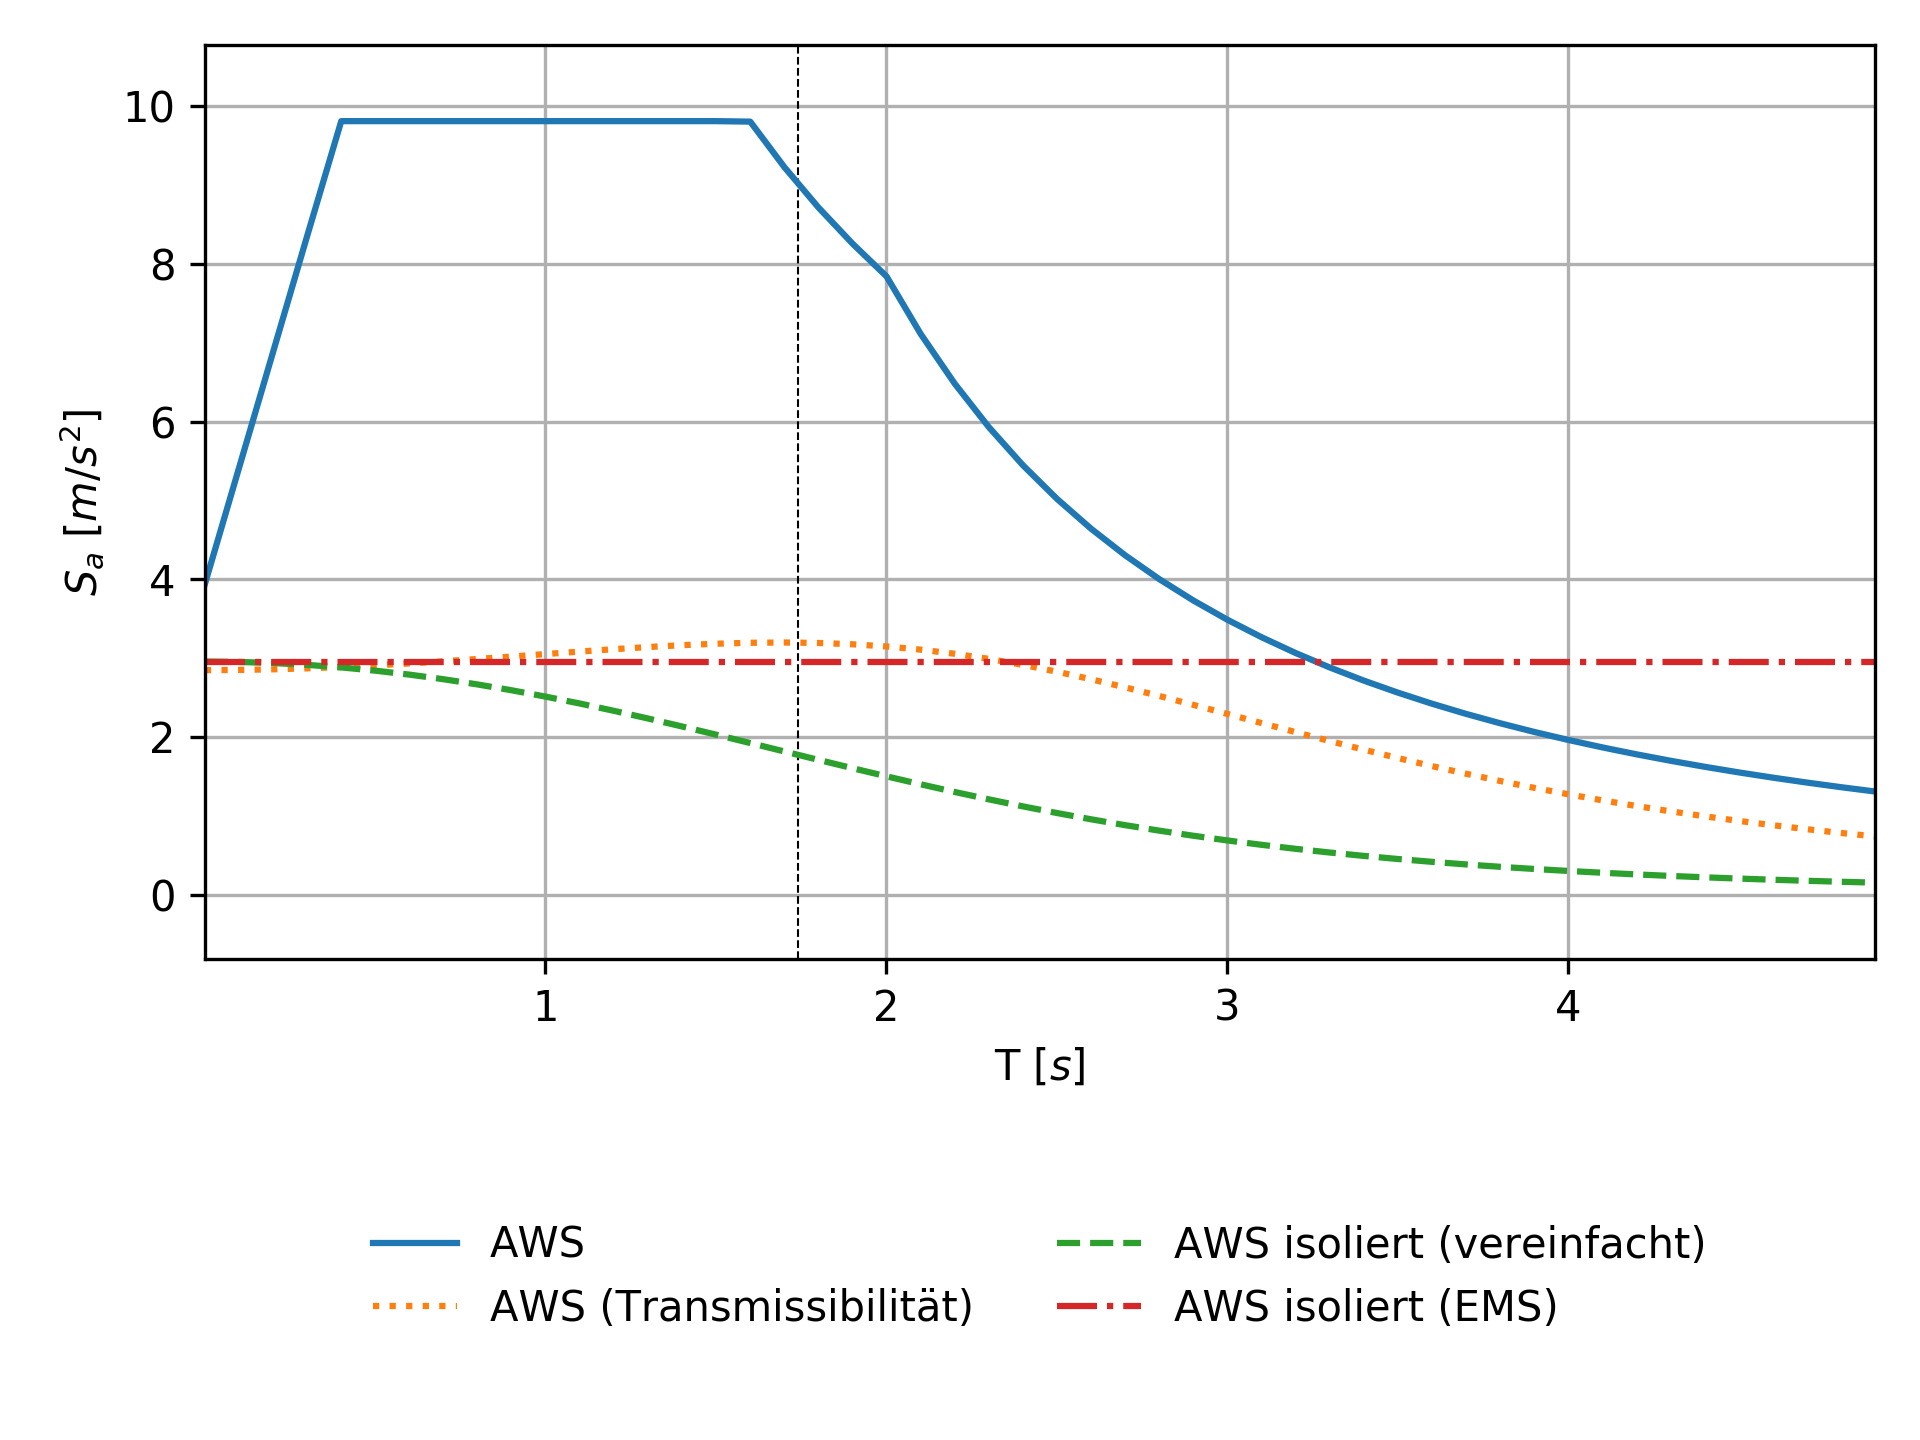 10
8
6
4
2
0
S_a [m/s²]
1 2 3 4
T [s]
AWS
AWS (Transmissibilität)
AWS isoliert (vereinfacht)
AWS isoliert (EMS)